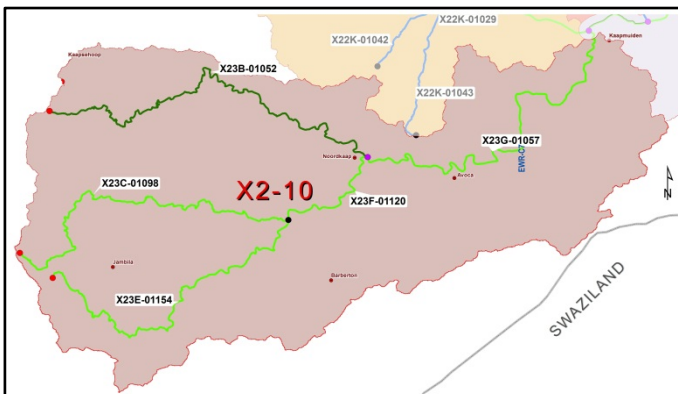 X22K-01029
Kaapmuiden
X22K-01042
Kaapsehoop
X23B-01052
X22K-01043
X23G-01057
Noordkaap
EWR-C7
Avoca
X23C-01098
X2-10
X23F-01120
N
Jambila
Barberton
X23E-01154
SWAZILAND